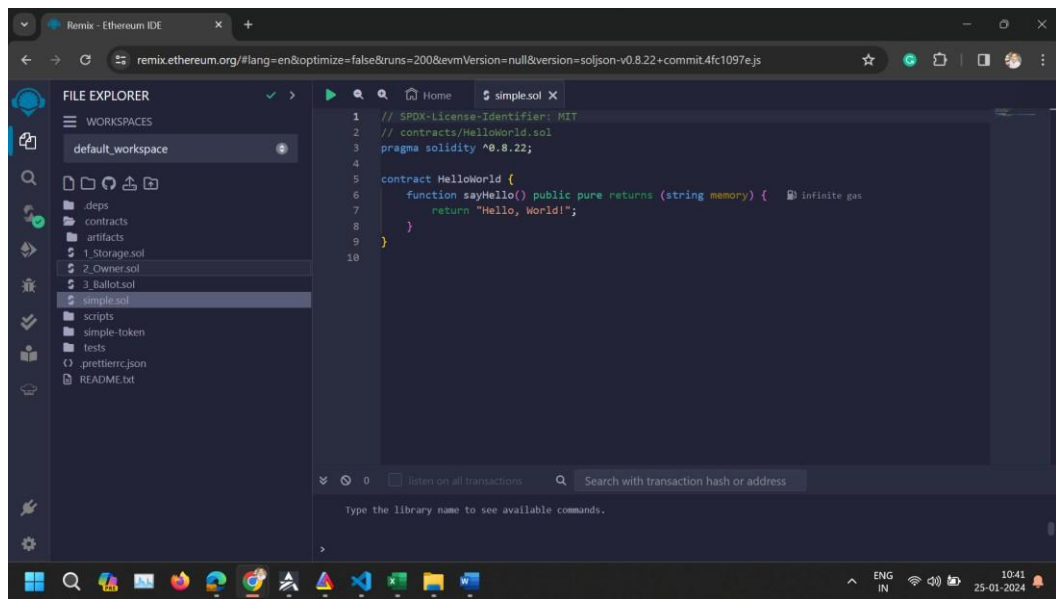 Remix - Ethereum IDE
remix.ethereum.org/#lang=en&optimize=false&runs=200&evmVersion=null&version=soljson-v0.8.22+commit.4fc1097e.js
FILE EXPLORER
WORKSPACES
default_workspace
.deps
contracts
artifacts
1_Storage.sol
2_Owner.sol
3_Ballot.sol
simple.sol
scripts
simple-token
tests
.prettierrc.json
README.txt
Home
simple.sol
1 // SPDX-License-Identifier: MIT
2 // contracts/HelloWorld.sol
3 pragma solidity ^0.8.22;
4
5 contract HelloWorld {
6 function sayHello() public pure returns (string memory) { infinite gas
7 return "Hello, World!";
8 }
9 }
10
0 listen on all transactions Search with transaction hash or address
Type the library name to see available commands.
>
ENG
IN
10:41
25-01-2024